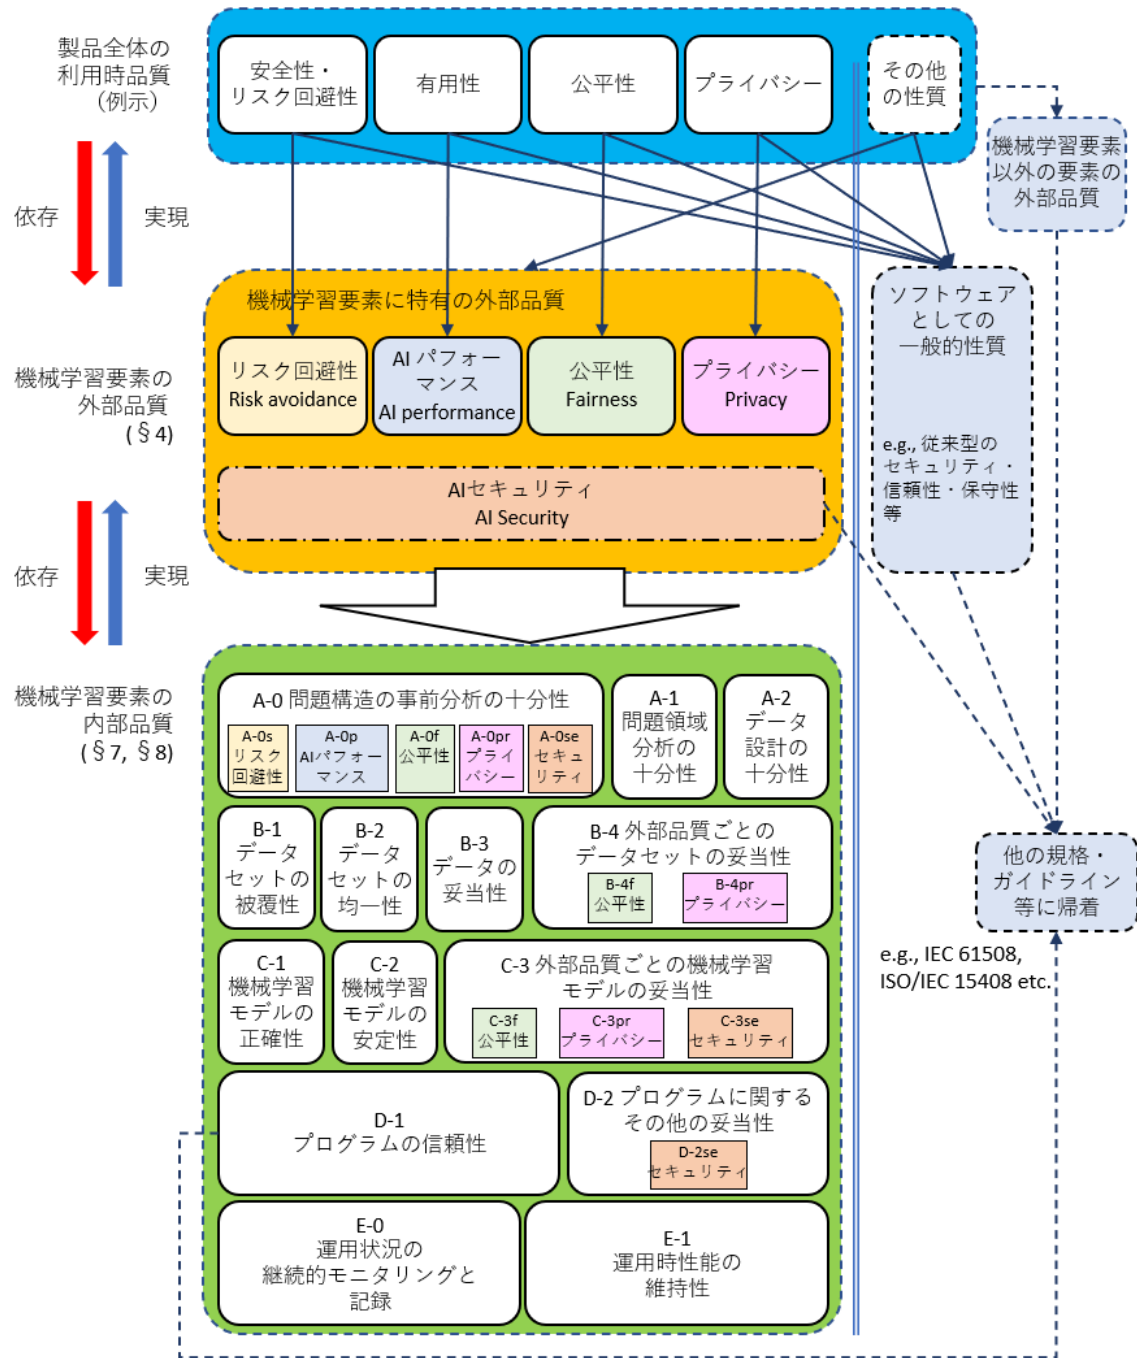 製品全体の
利用時品質
（例示）
安全性・
リスク回避性
有用性
公平性
プライバシー
その他
の性質
機械学習要素
以外の要素の
外部品質
依存
実現
機械学習要素に特有の外部品質
ソフトウェア
としての
一般的性質
e.g., 従来型の
セキュリティ・
信頼性・保守性
等
機械学習要素の
外部品質
(§4)
リスク回避性
Risk avoidance
AI パフォー
マンス
AI performance
公平性
Fairness
プライバシー
Privacy
AIセキュリティ
AI Security
依存
実現
機械学習要素の
内部品質
(§7, §8)
A-0 問題構造の事前分析の十分性
A-0s
リスク
回避性
A-0p
AIパフォー
マンス
A-0f
公平性
A-0pr
プライ
バシー
A-0se
セキュ
リティ
A-1
問題領域
分析の
十分性
A-2
データ
設計の
十分性
B-1
データ
セットの
被覆性
B-2
データ
セットの
均一性
B-3
データの
妥当性
B-4 外部品質ごとの
データセットの妥当性
B-4f
公平性
B-4pr
プライバシー
他の規格・
ガイドライン
等に帰着
e.g., IEC 61508,
ISO/IEC 15408 etc.
C-1
機械学習
モデルの
正確性
C-2
機械学習
モデルの
安定性
C-3 外部品質ごとの機械学習
モデルの妥当性
C-3f
公平性
C-3pr
プライバシー
C-3se
セキュリティ
D-1
プログラムの信頼性
D-2 プログラムに関する
その他の妥当性
D-2se
セキュリティ
E-0
運用状況の
継続的モニタリングと
記録
E-1
運用時性能の
維持性